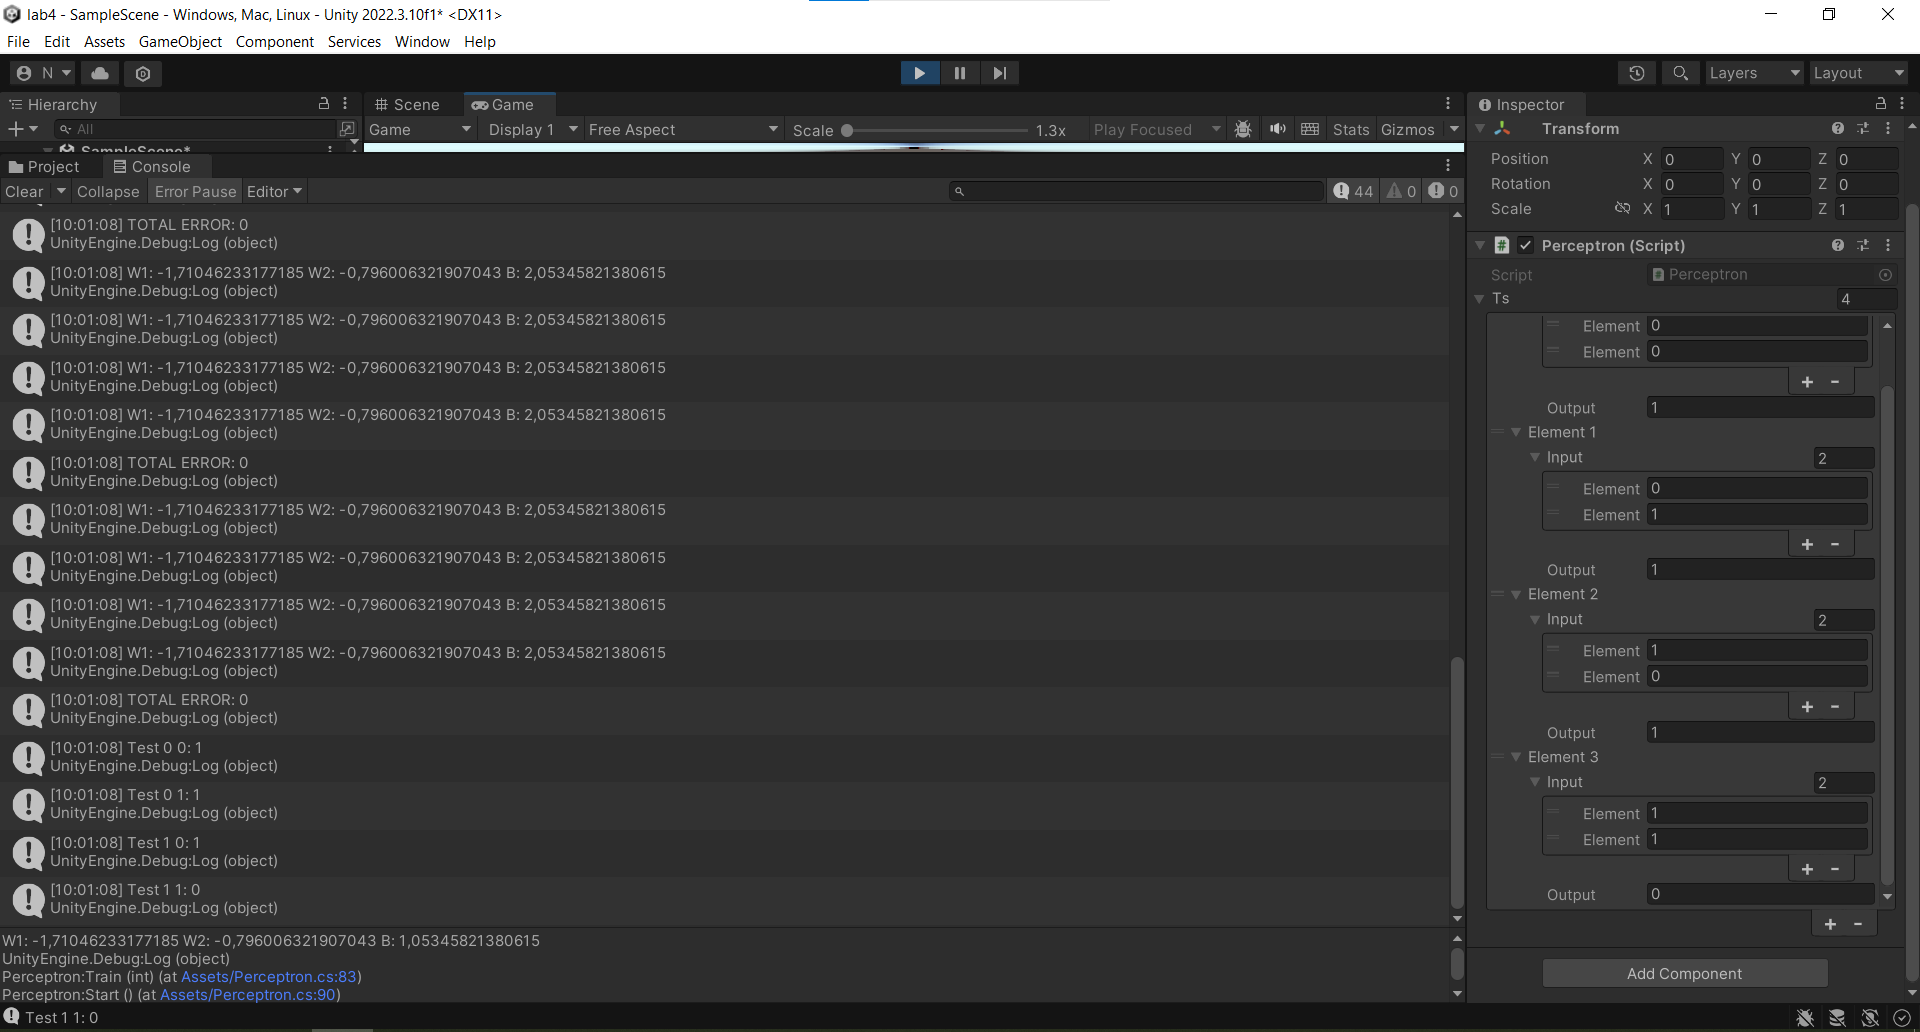 lab4 - SampleScene - Windows, Mac, Linux - Unity 2022.3.10f1* <DX11>
File Edit Assets GameObject Component Services Window Help
N Layers Layout
Hierarchy
All
SampleScene*
Scene Game
Game Display 1 Free Aspect Scale 1.3x Play Focused Stats Gizmos
Project Console
Clear Collapse Error Pause Editor 44 0 0
[10:01:08] TOTAL ERROR: 0
UnityEngine.Debug:Log (object)
[10:01:08] W1: -1,71046233177185 W2: -0,796006321907043 B: 2,05345821380615
UnityEngine.Debug:Log (object)
[10:01:08] W1: -1,71046233177185 W2: -0,796006321907043 B: 2,05345821380615
UnityEngine.Debug:Log (object)
[10:01:08] W1: -1,71046233177185 W2: -0,796006321907043 B: 2,05345821380615
UnityEngine.Debug:Log (object)
[10:01:08] W1: -1,71046233177185 W2: -0,796006321907043 B: 2,05345821380615
UnityEngine.Debug:Log (object)
[10:01:08] TOTAL ERROR: 0
UnityEngine.Debug:Log (object)
[10:01:08] W1: -1,71046233177185 W2: -0,796006321907043 B: 2,05345821380615
UnityEngine.Debug:Log (object)
[10:01:08] W1: -1,71046233177185 W2: -0,796006321907043 B: 2,05345821380615
UnityEngine.Debug:Log (object)
[10:01:08] W1: -1,71046233177185 W2: -0,796006321907043 B: 2,05345821380615
UnityEngine.Debug:Log (object)
[10:01:08] W1: -1,71046233177185 W2: -0,796006321907043 B: 2,05345821380615
UnityEngine.Debug:Log (object)
[10:01:08] TOTAL ERROR: 0
UnityEngine.Debug:Log (object)
[10:01:08] Test 0 0: 1
UnityEngine.Debug:Log (object)
[10:01:08] Test 0 1: 1
UnityEngine.Debug:Log (object)
[10:01:08] Test 1 0: 1
UnityEngine.Debug:Log (object)
[10:01:08] Test 1 1: 0
UnityEngine.Debug:Log (object)
W1: -1,71046233177185 W2: -0,796006321907043 B: 1,05345821380615
UnityEngine.Debug:Log (object)
Perceptron:Train (int) (at Assets/Perceptron.cs:83)
Perceptron:Start () (at Assets/Perceptron.cs:90)
Test 1 1: 0
Inspector
Transform
Position X 0 Y 0 Z 0
Rotation X 0 Y 0 Z 0
Scale X 1 Y 1 Z 1
Perceptron (Script)
Script Perceptron
Ts 4
Element 0
Element 0
+ -
Output 1
Element 1
Input 2
Element 0
Element 1
+ -
Output 1
Element 2
Input 2
Element 1
Element 0
+ -
Output 1
Element 3
Input 2
Element 1
Element 1
+ -
Output 0
+ -
Add Component